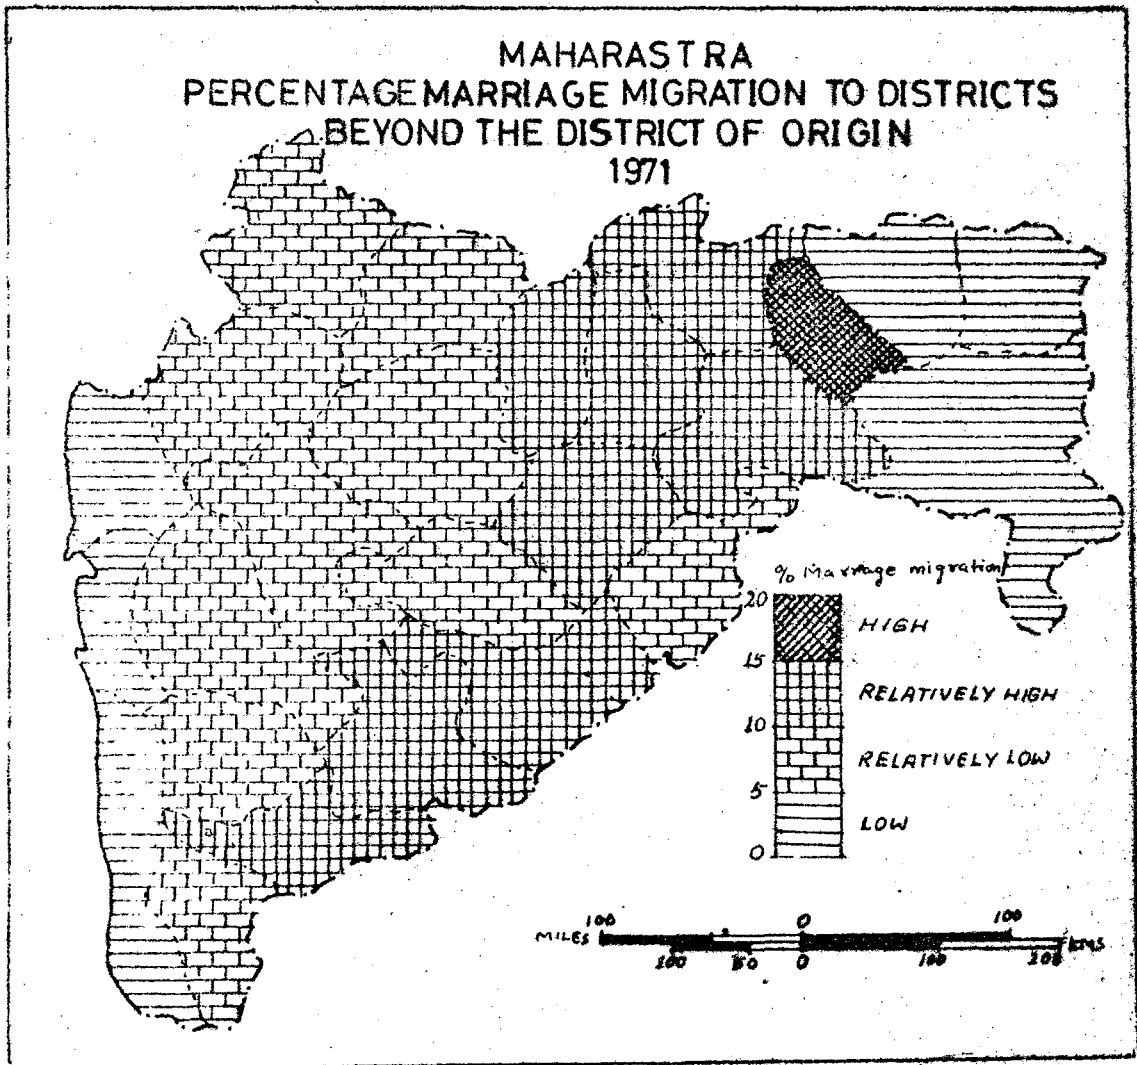 MAHARASTRA
PERCENTAGE MARRIAGE MIGRATION TO DISTRICTS
BEYOND THE DISTRICT OF ORIGIN
1971
% Marriage migration
20
HIGH
15
RELATIVELY HIGH
10
RELATIVELY LOW
5
LOW
0
100 0 100
MILES KMS
0 100 200